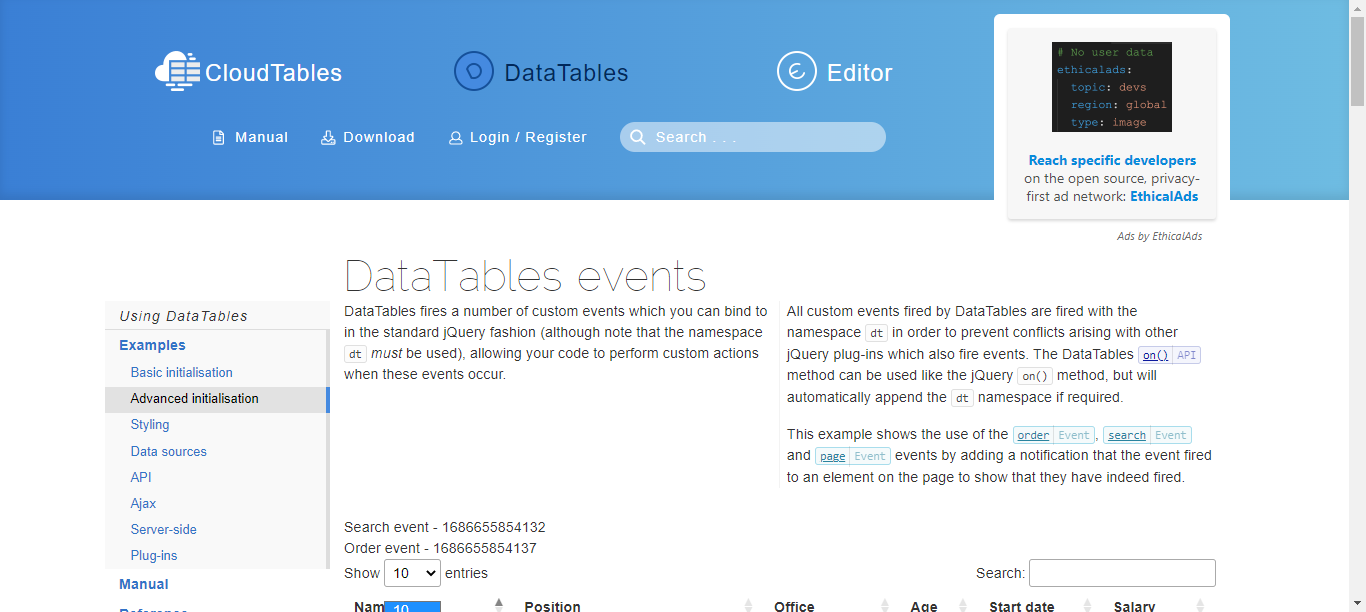 CloudTables
DataTables
Editor
Manual
Download
Login / Register
Search . . .
# No user data
ethicalads:
topic: devs
region: global
type: image
Reach specific developers
on the open source, privacy-
first ad network: EthicalAds
Ads by EthicalAds
DataTables events
Using DataTables
Examples
Basic initialisation
Advanced initialisation
Styling
Data sources
API
Ajax
Server-side
Plug-ins
Manual
DataTables fires a number of custom events which you can bind to
in the standard jQuery fashion (although note that the namespace
dt must be used), allowing your code to perform custom actions
when these events occur.
All custom events fired by DataTables are fired with the
namespace dt in order to prevent conflicts arising with other
jQuery plug-ins which also fire events. The DataTables on() API
method can be used like the jQuery on() method, but will
automatically append the dt namespace if required.
This example shows the use of the order Event, search Event
and page Event events by adding a notification that the event fired
to an element on the page to show that they have indeed fired.
Search event - 1686655854132
Order event - 1686655854137
Show 10 entries
Search:
Nam 10 Position Office Age Start date Salary